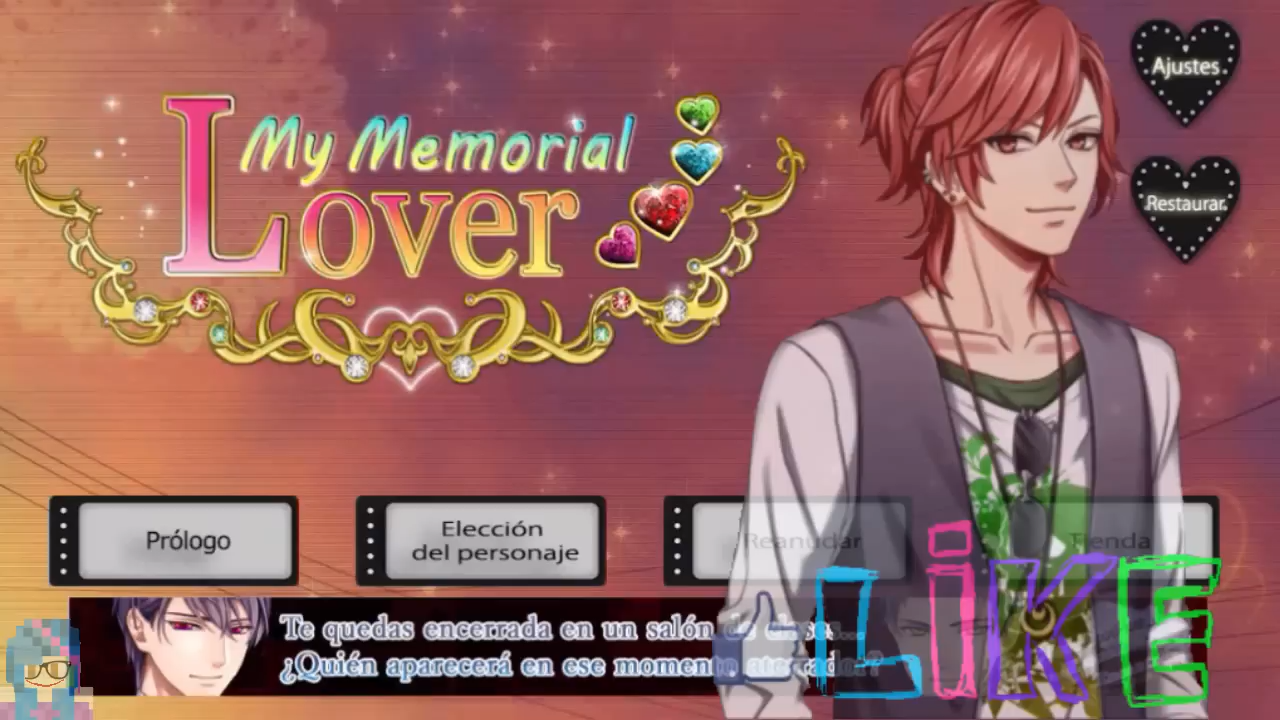 My Memorial
Lover
Ajustes
Restaurar
Prólogo
Elección
del personaje
Reanudar
Tienda
Te quedas encerrada en un salón de clases...
¿Quién aparecerá en ese momento aterrador?
LiKE